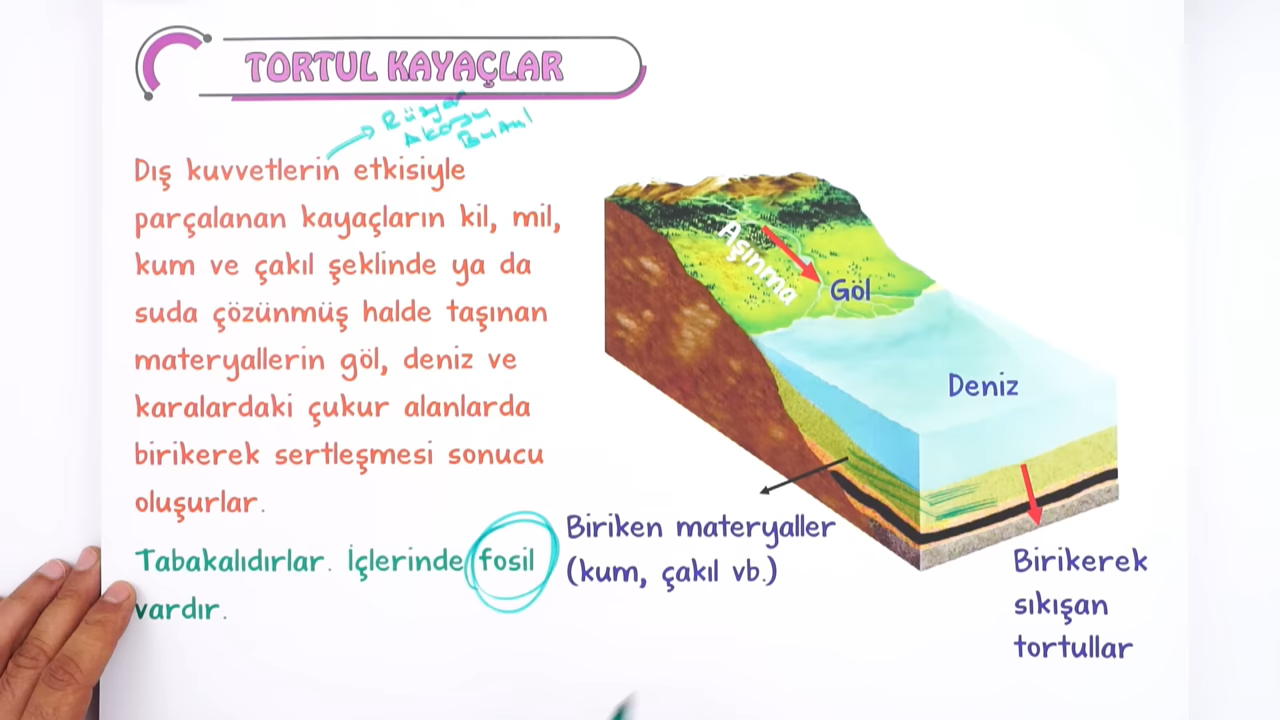 TORTUL KAYAÇLAR
Rüzgar
Akarsu
Buzul
Dış kuvvetlerin etkisiyle
parçalanan kayaçların kil, mil,
kum ve çakıl şeklinde ya da
suda çözünmüş halde taşınan
materyallerin göl, deniz ve
karalardaki çukur alanlarda
birikerek sertleşmesi sonucu
oluşurlar.
Tabakalıdırlar. İçlerinde fosil
vardır.
Aşınma
Göl
Deniz
Biriken materyaller
(kum, çakıl vb.)
Birikerek
sıkışan
tortullar